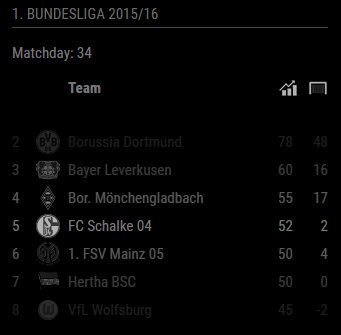 1. BUNDESLIGA 2015/16
Matchday: 34
Team
2 Borussia Dortmund 78 48
3 Bayer Leverkusen 60 16
4 Bor. Mönchengladbach 55 17
5 FC Schalke 04 52 2
6 1. FSV Mainz 05 50 4
7 Hertha BSC 50 0
8 VfL Wolfsburg 45 -2